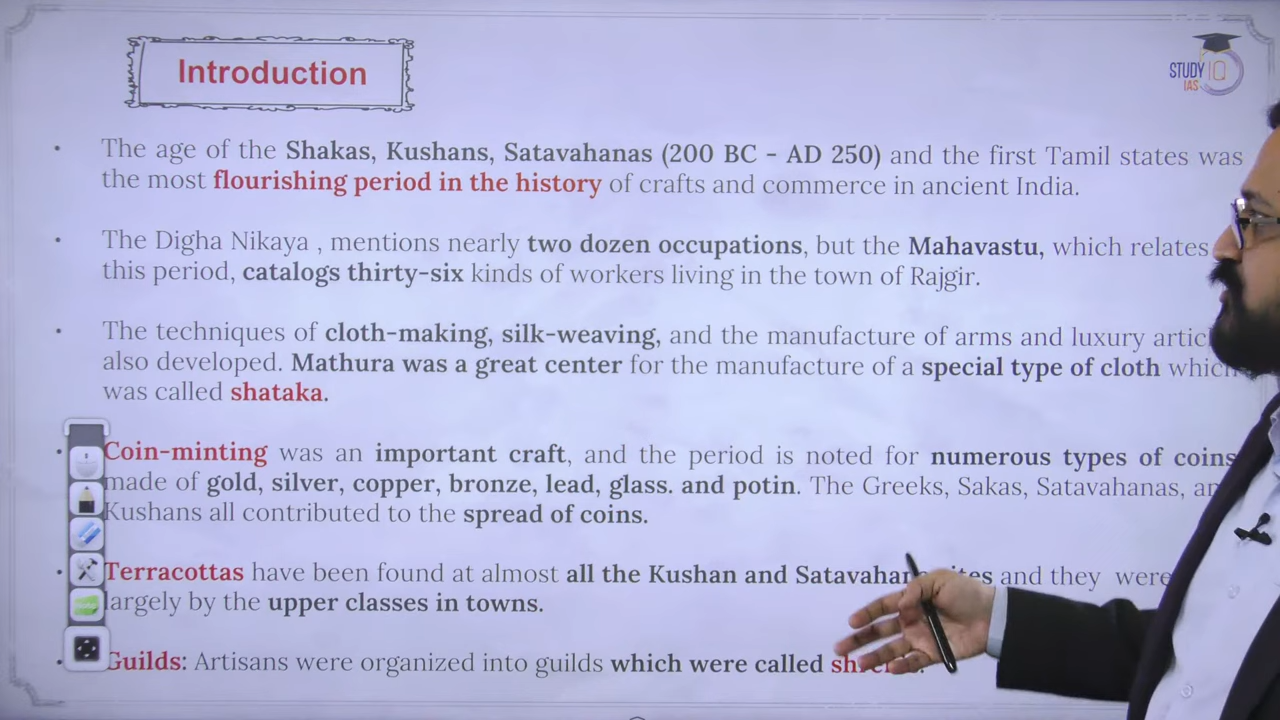 Introduction
STUDY IQ
IAS
• The age of the Shakas, Kushans, Satavahanas (200 BC - AD 250) and the first Tamil states was
the most flourishing period in the history of crafts and commerce in ancient India.
• The Digha Nikaya , mentions nearly two dozen occupations, but the Mahavastu, which relates
this period, catalogs thirty-six kinds of workers living in the town of Rajgir.
• The techniques of cloth-making, silk-weaving, and the manufacture of arms and luxury
also developed. Mathura was a great center for the manufacture of a special type of cloth which
was called shataka.
• Coin-minting was an important craft, and the period is noted for numerous types of coins
made of gold, silver, copper, bronze, lead, glass. and potin. The Greeks, Sakas, Satavahanas,
Kushans all contributed to the spread of coins.
• Terracottas have been found at almost all the Kushan and and they were
largely by the upper classes in towns.
• Guilds: Artisans were organized into guilds which were called